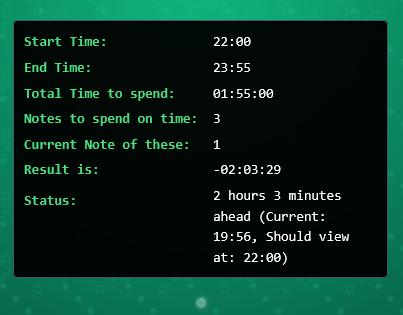 Start Time: 22:00
End Time: 23:55
Total Time to spend: 01:55:00
Notes to spend on time: 3
Current Note of these: 1
Result is: -02:03:29
Status: 2 hours 3 minutes
ahead (Current:
19:56, Should view
at: 22:00)